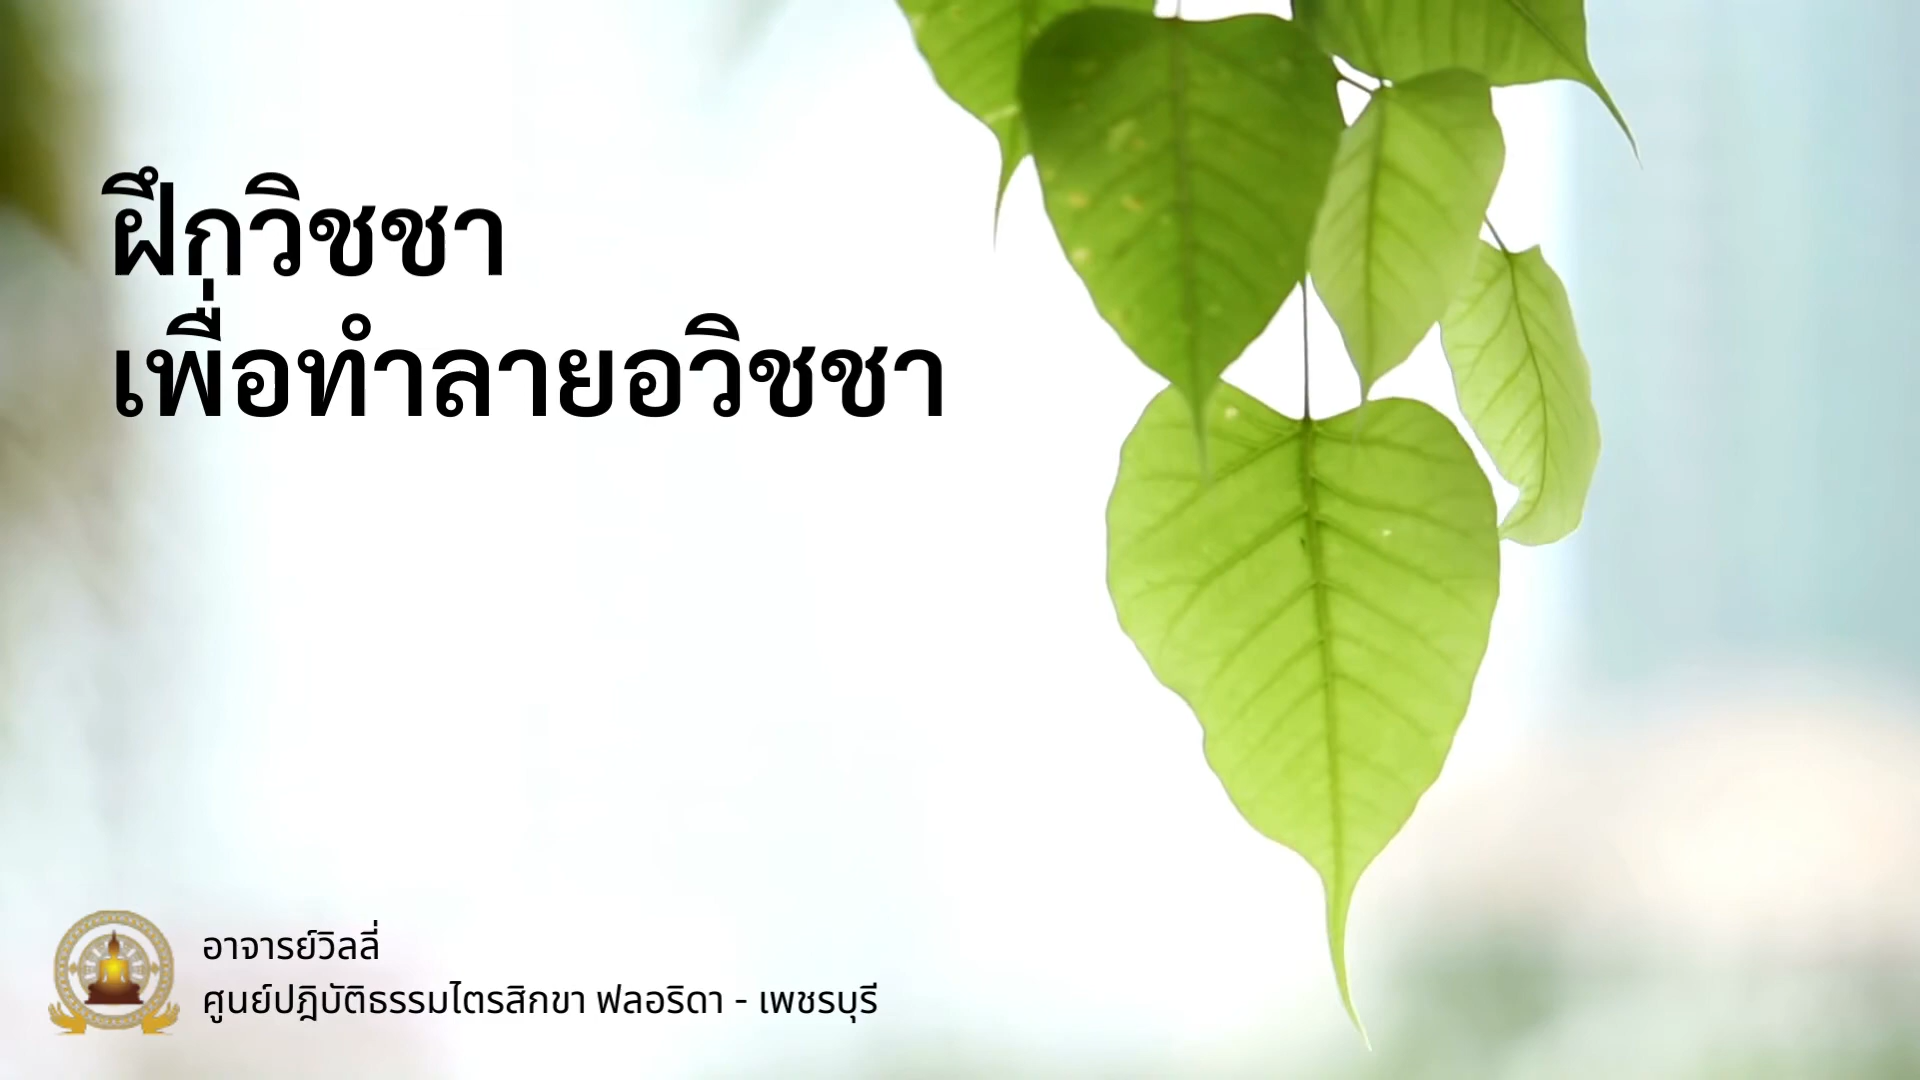 ฝึกวิชชา
เพื่อทำลายอวิชชา
อาจารย์วิลลี่
ศูนย์ปฎิบัติธรรมไตรสิกขา ฟลอริดา - เพชรบุรี